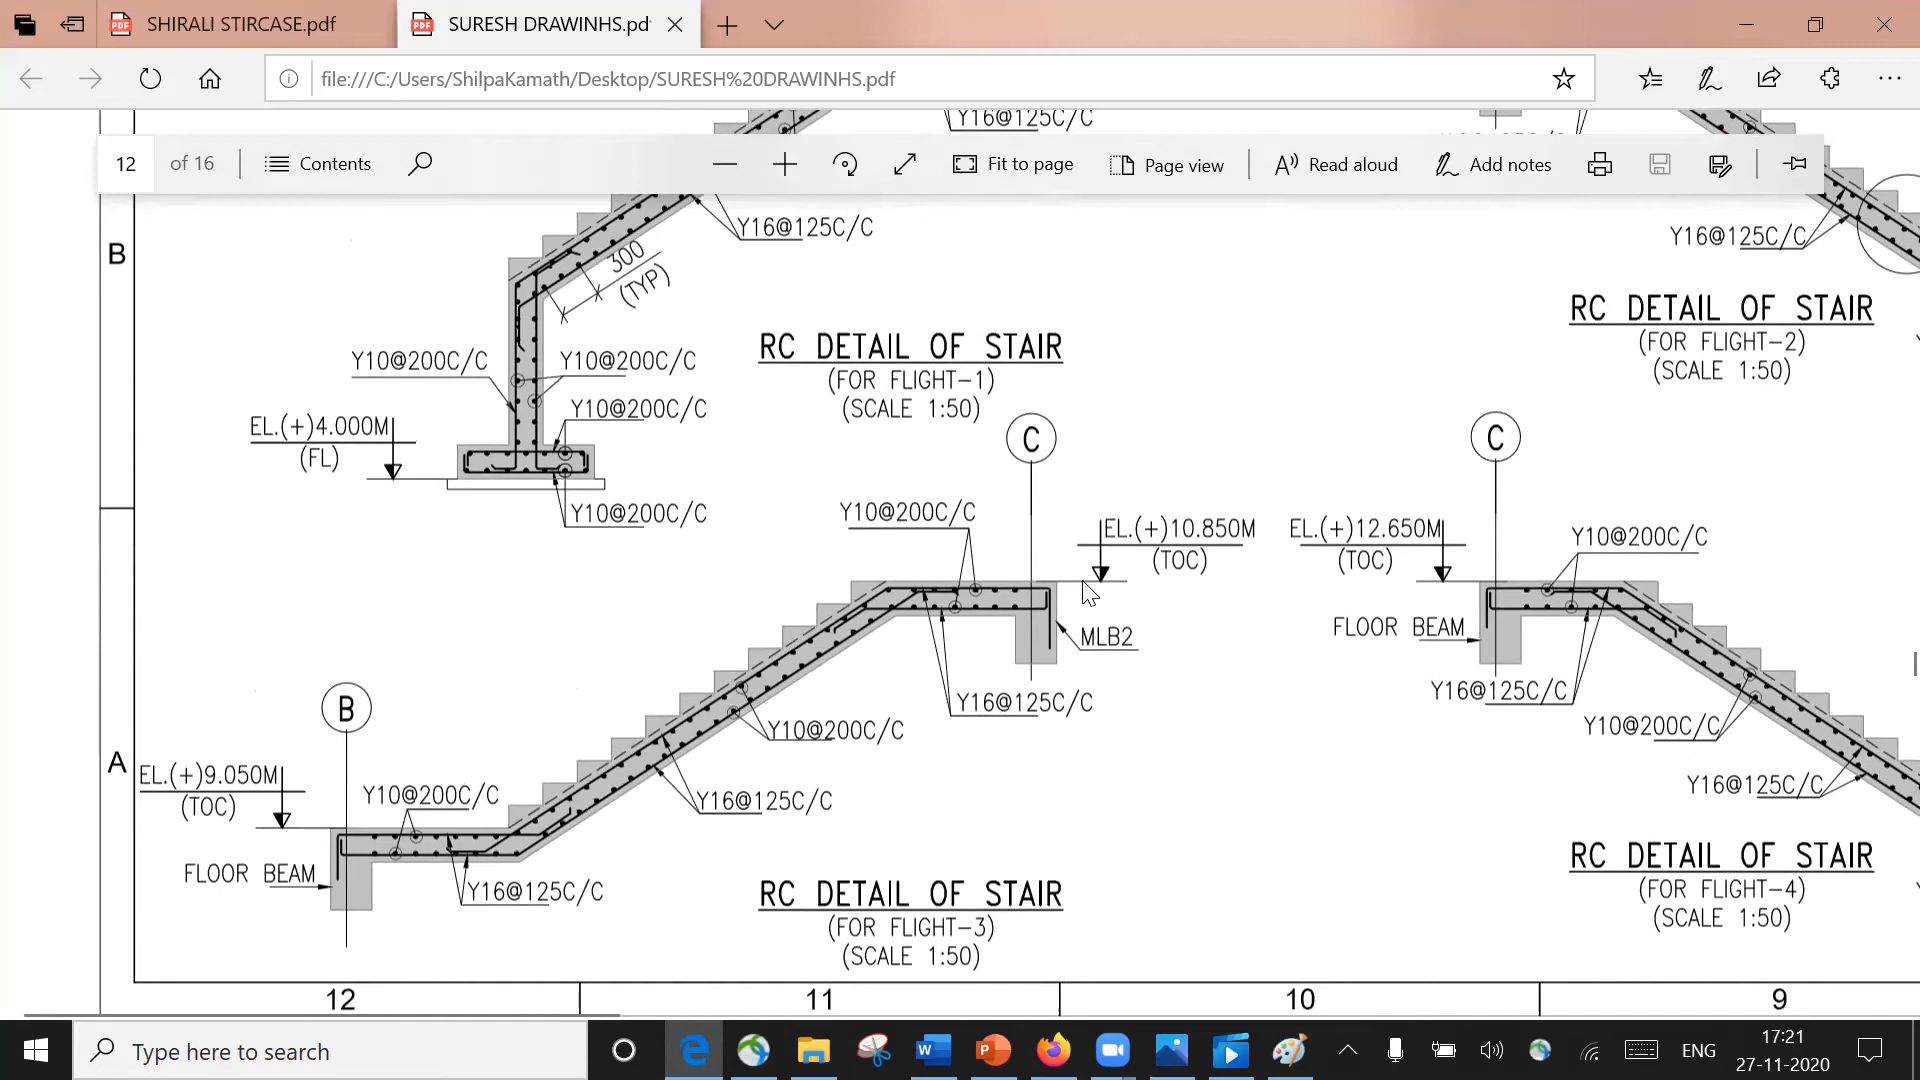 SHIRALI STIRCASE.pdf
SURESH DRAWINHS.pdf
file:///C:/Users/ShilpaKamath/Desktop/SURESH%20DRAWINHS.pdf
Y16@125C/C
12 of 16
Contents
Fit to page
Page view
Read aloud
Add notes
B
Y16@125C/C
Y16@125C/C
300
(TYP)
RC DETAIL OF STAIR
(FOR FLIGHT-1)
(SCALE 1:50)
RC DETAIL OF STAIR
(FOR FLIGHT-2)
(SCALE 1:50)
Y10@200C/C
Y10@200C/C
Y10@200C/C
EL.(+)4.000M
(FL)
Y10@200C/C
C
C
Y10@200C/C
EL.(+)10.850M
(TOC)
EL.(+)12.650M
(TOC)
Y10@200C/C
MLB2
FLOOR BEAM
Y16@125C/C
Y16@125C/C
B
Y10@200C/C
Y10@200C/C
A
EL.(+)9.050M
(TOC)
Y10@200C/C
Y16@125C/C
Y16@125C/C
FLOOR BEAM
Y16@125C/C
RC DETAIL OF STAIR
(FOR FLIGHT-3)
(SCALE 1:50)
RC DETAIL OF STAIR
(FOR FLIGHT-4)
(SCALE 1:50)
12
11
10
9
Type here to search
ENG
17:21
27-11-2020